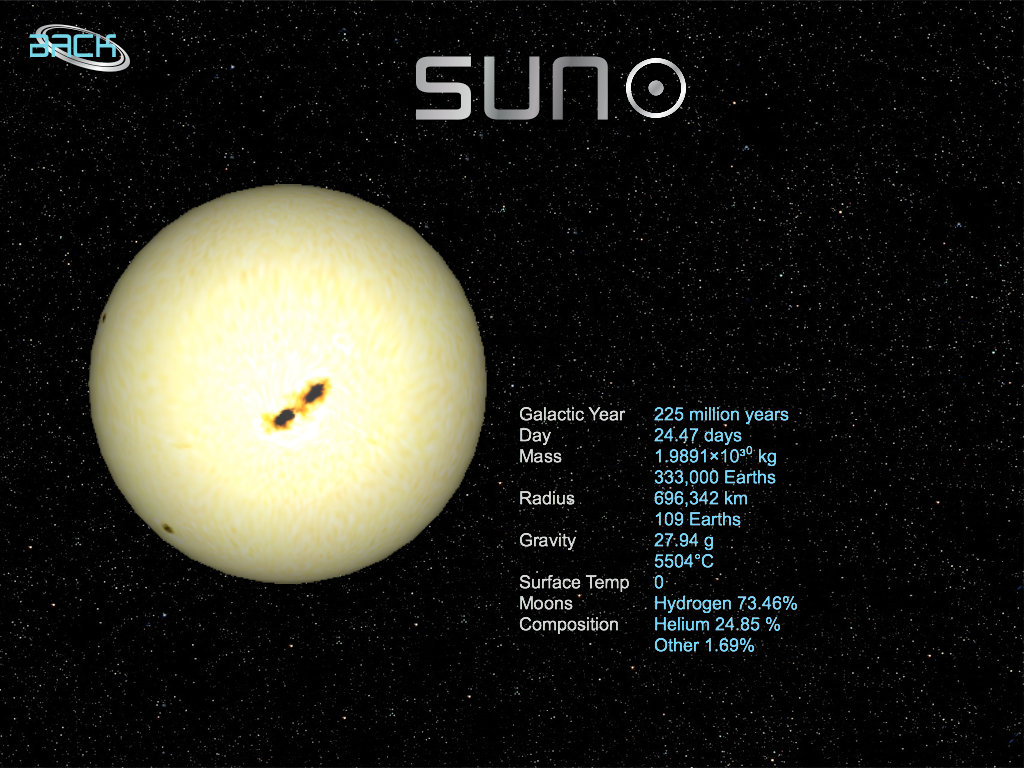 BACK
SUN
Galactic Year 225 million years
Day 24.47 days
Mass 1.9891×10³⁰ kg
333,000 Earths
Radius 696,342 km
109 Earths
Gravity 27.94 g
5504°C
Surface Temp 0
Moons Hydrogen 73.46%
Composition Helium 24.85 %
Other 1.69%